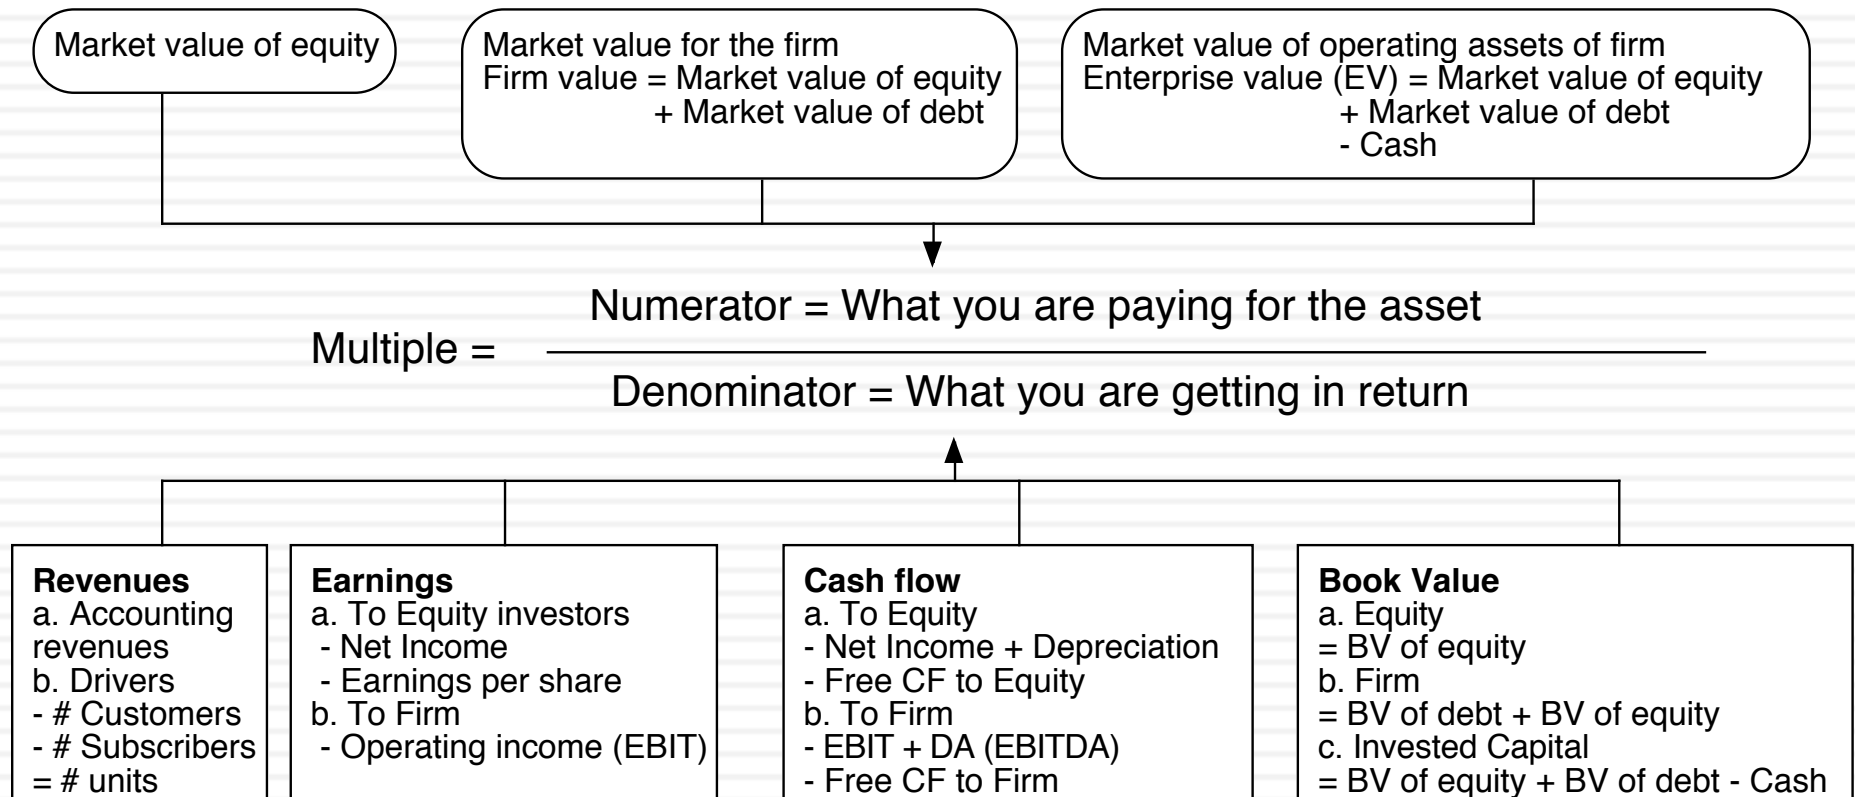 Market value of equity
Market value for the firm
Firm value = Market value of equity
+ Market value of debt
Market value of operating assets of firm
Enterprise value (EV) = Market value of equity
+ Market value of debt
- Cash
Numerator = What you are paying for the asset
Multiple =
Denominator = What you are getting in return
Revenues
a. Accounting
revenues
b. Drivers
- # Customers
- # Subscribers
= # units
Earnings
a. To Equity investors
- Net Income
- Earnings per share
b. To Firm
- Operating income (EBIT)
Cash flow
a. To Equity
- Net Income + Depreciation
- Free CF to Equity
b. To Firm
- EBIT + DA (EBITDA)
- Free CF to Firm
Book Value
a. Equity
= BV of equity
b. Firm
= BV of debt + BV of equity
c. Invested Capital
= BV of equity + BV of debt - Cash